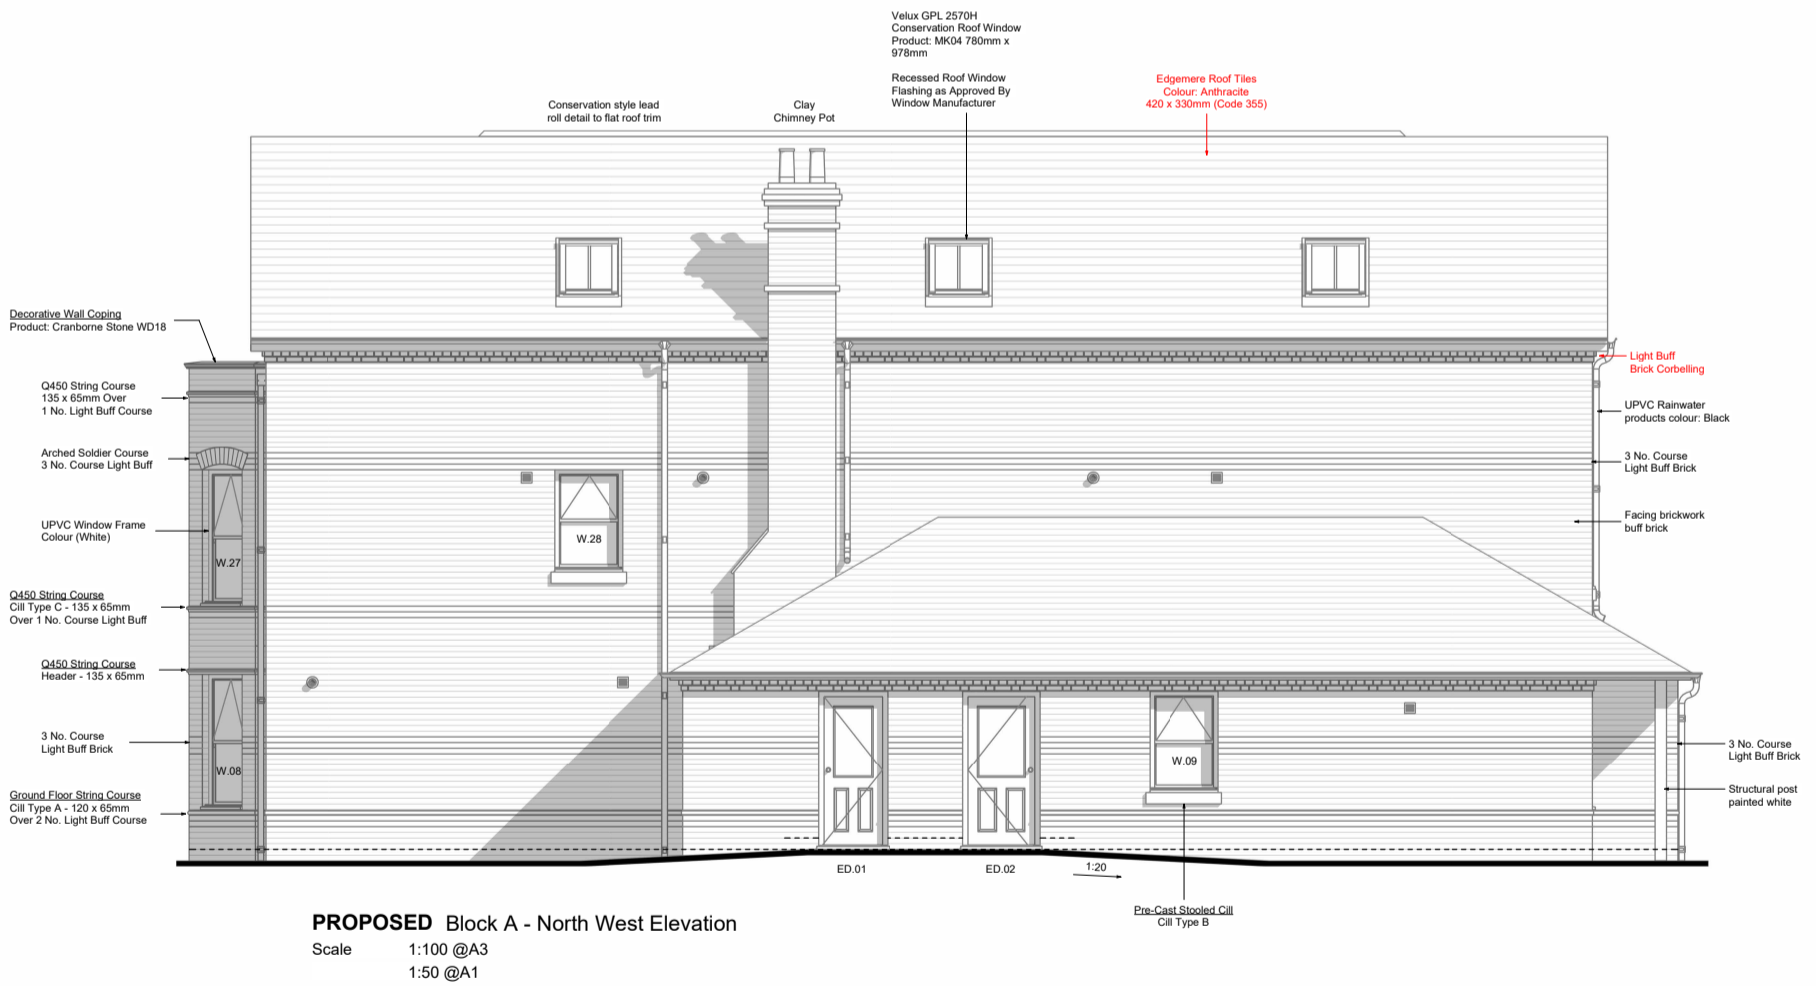 Velux GPL 2570H
Conservation Roof Window
Product: MK04 780mm x
978mm
Recessed Roof Window
Flashing as Approved By
Window Manufacturer
Edgemere Roof Tiles
Colour: Anthracite
420 x 330mm (Code 355)
Conservation style lead
roll detail to flat roof trim
Clay
Chimney Pot
Decorative Wall Coping
Product: Cranborne Stone WD18
Q450 String Course
135 x 65mm Over
1 No. Light Buff Course
Arched Soldier Course
3 No. Course Light Buff
UPVC Window Frame
Colour (White)
Q450 String Course
Cill Type C - 135 x 65mm
Over 1 No. Course Light Buff
Q450 String Course
Header - 135 x 65mm
3 No. Course
Light Buff Brick
Ground Floor String Course
Cill Type A - 120 x 65mm
Over 2 No. Light Buff Course
W.27
W.08
W.28
W.09
Light Buff
Brick Corbelling
UPVC Rainwater
products colour: Black
3 No. Course
Light Buff Brick
Facing brickwork
buff brick
3 No. Course
Light Buff Brick
Structural post
painted white
ED.01
ED.02
1:20
Pre-Cast Stooled Cill
Cill Type B
PROPOSED Block A - North West Elevation
Scale 1:100 @A3
1:50 @A1